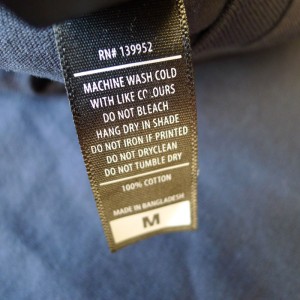 RN# 139952
MACHINE WASH COLD
WITH LIKE COLOURS
DO NOT BLEACH
HANG DRY IN SHADE
DO NOT IRON IF PRINTED
DO NOT DRYCLEAN
DO NOT TUMBLE DRY
100% COTTON
MADE IN BANGLADESH
M